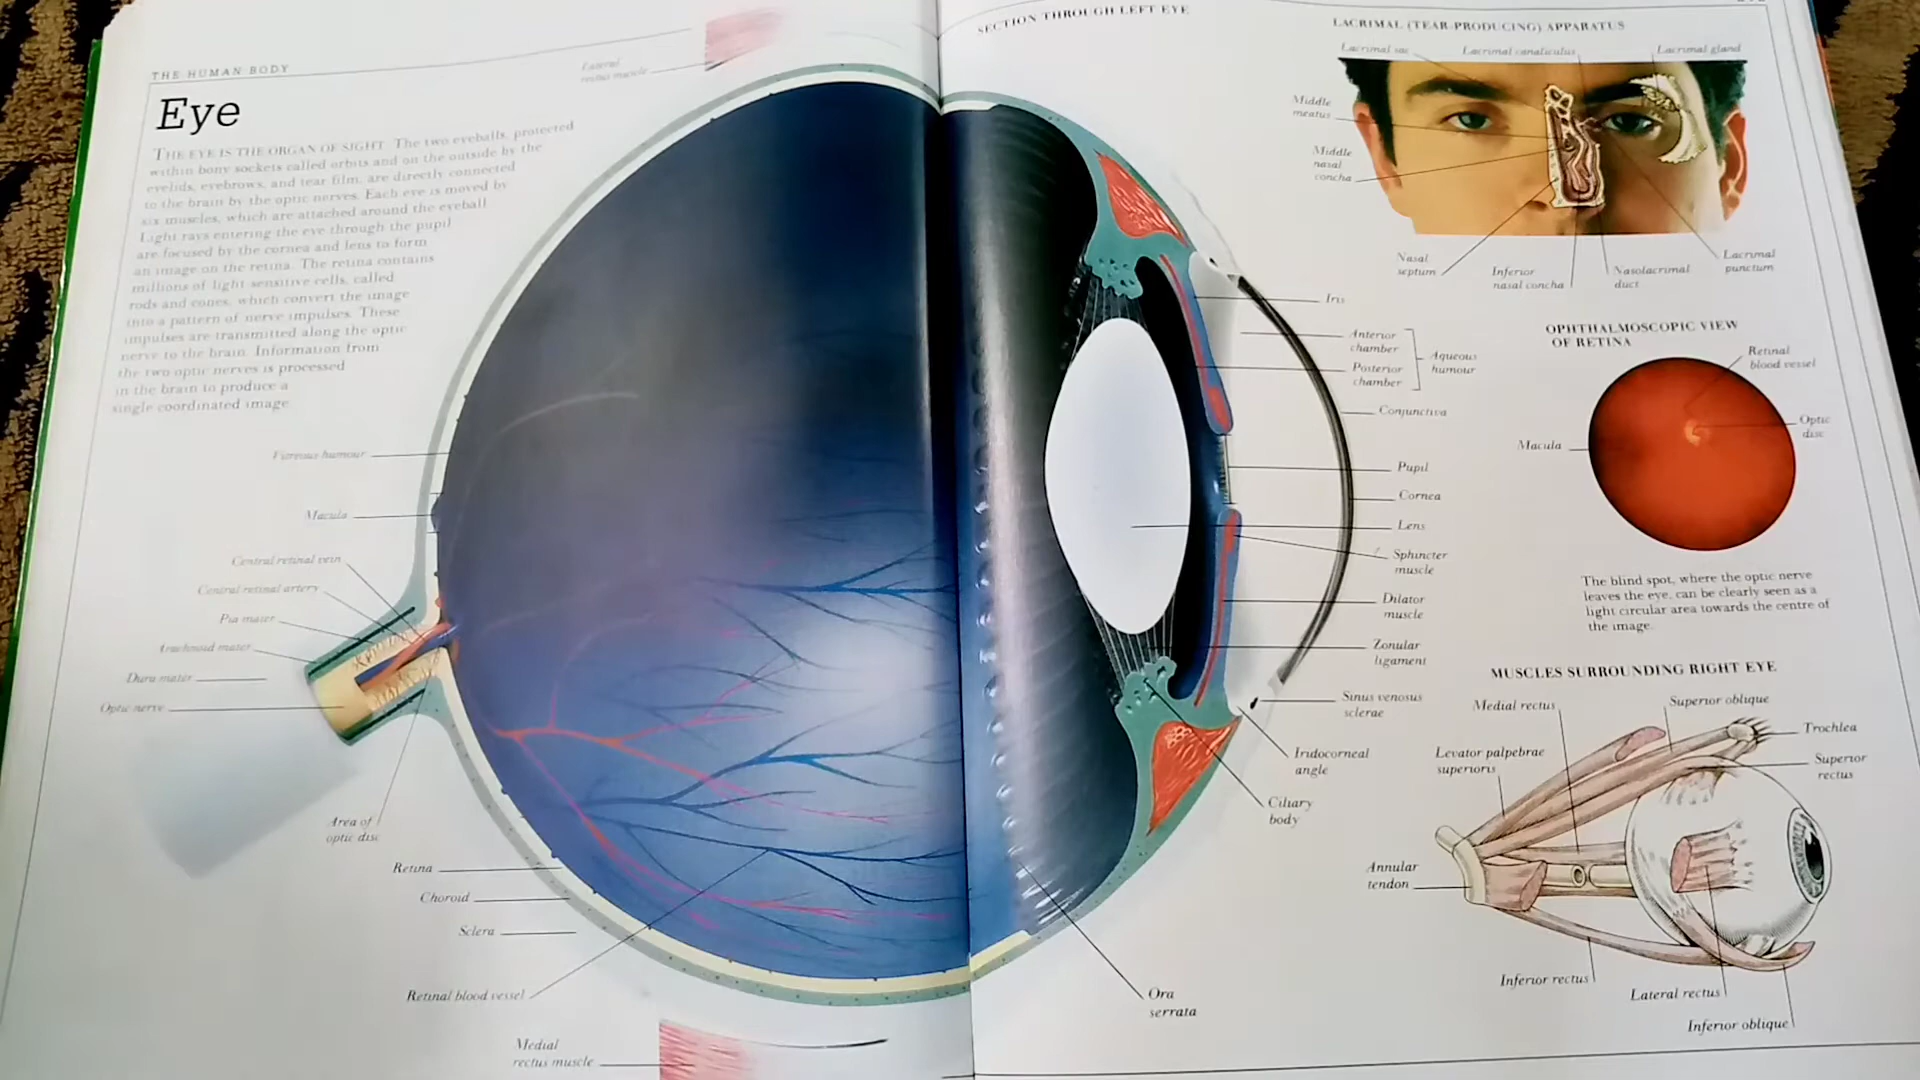 THE HUMAN BODY
Eye
THE EYE IS THE ORGAN OF SIGHT. The two eyeballs, protected
within bony sockets called orbits and on the outside by the
eyelids, eyebrows, and tear film, are directly connected
to the brain by the optic nerves. Each eye is moved by
six muscles, which are attached around the eyeball.
Light rays entering the eye through the pupil
are focused by the cornea and lens to form
an image on the retina. The retina contains
millions of light-sensitive cells, called
rods and cones, which convert the image
into a pattern of nerve impulses. These
impulses are transmitted along the optic
nerve to the brain. Information from
the two optic nerves is processed
in the brain to produce a
single coordinated image.
Lateral
rectus muscle
Vitreous humour
Macula
Central retinal vein
Central retinal artery
Pia mater
Arachnoid mater
Dura mater
Optic nerve
Area of
optic disc
Retina
Choroid
Sclera
Retinal blood vessel
Medial
rectus muscle
SECTION THROUGH LEFT EYE
Iris
Anterior
chamber
Posterior
chamber
Aqueous
humour
Conjunctiva
Pupil
Cornea
Lens
Sphincter
muscle
Dilator
muscle
Zonular
ligament
Sinus venosus
sclerae
Iridocorneal
angle
Ciliary
body
Ora
serrata
LACRIMAL (TEAR-PRODUCING) APPARATUS
Lacrimal sac
Lacrimal canaliculus
Lacrimal gland
Middle
meatus
Middle
nasal
concha
Nasal
septum
Inferior
nasal concha
Nasolacrimal
duct
Lacrimal
punctum
OPHTHALMOSCOPIC VIEW
OF RETINA
Retinal
blood vessel
Optic
disc
Macula
The blind spot, where the optic nerve
leaves the eye, can be clearly seen as a
light circular area towards the centre of
the image.
MUSCLES SURROUNDING RIGHT EYE
Medial rectus
Superior oblique
Trochlea
Levator palpebrae
superioris
Superior
rectus
Annular
tendon
Inferior rectus
Lateral rectus
Inferior oblique